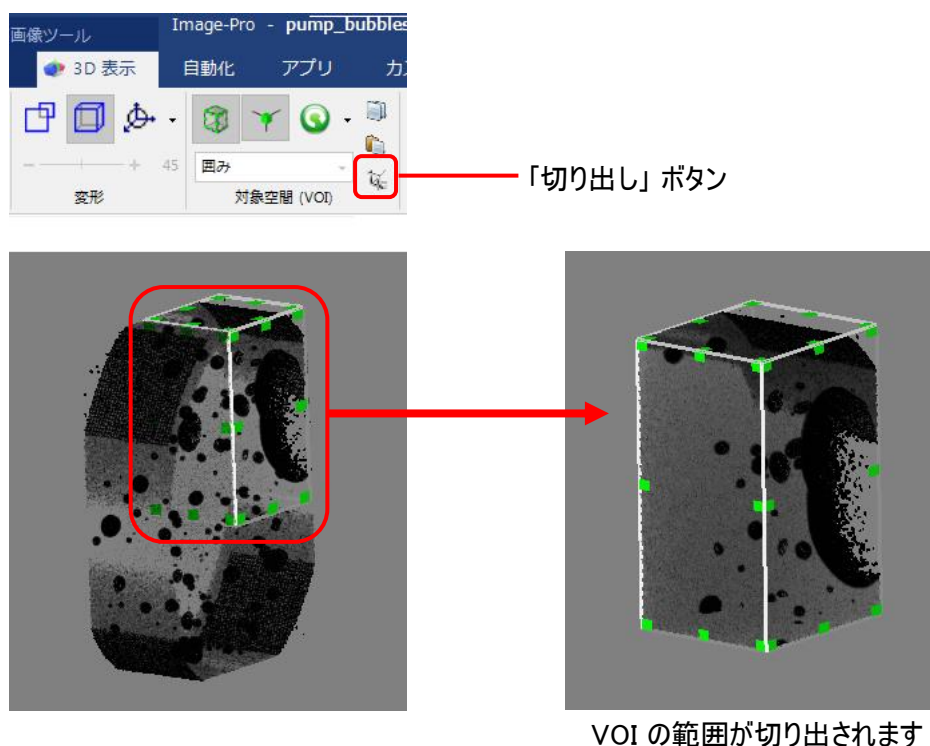 画像ツール
Image-Pro - pump_bubbles
3D 表示 自動化 アプリ
45 囲み
変形 対象空間 (VOI)
「切り出し」 ボタン
VOI の範囲が切り出されます